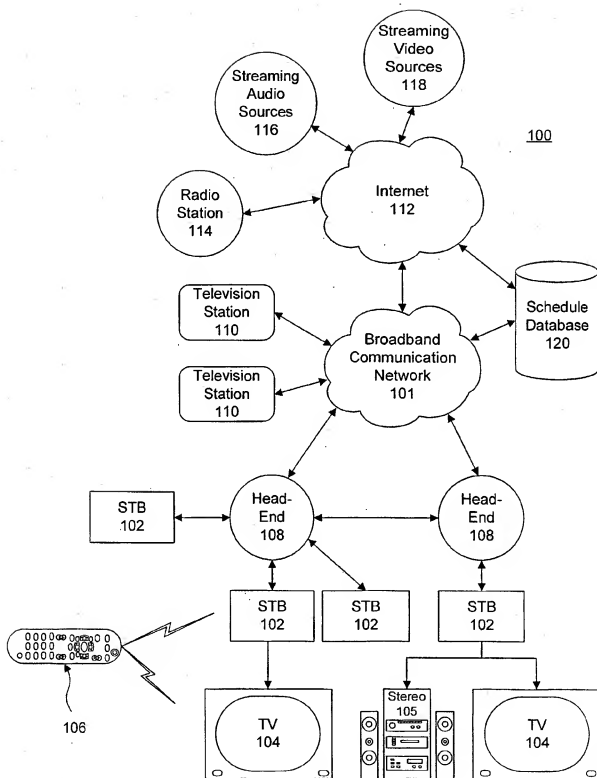 Streaming
Video
Sources
118
Streaming
Audio
Sources
116
100
Internet
112
Radio
Station
114
Television
Station
110
Schedule
Database
120
Broadband
Communication
Network
101
Television
Station
110
STB
102
Head-
End
108
Head-
End
108
STB
102
STB
102
STB
102
106
TV
104
Stereo
105
TV
104